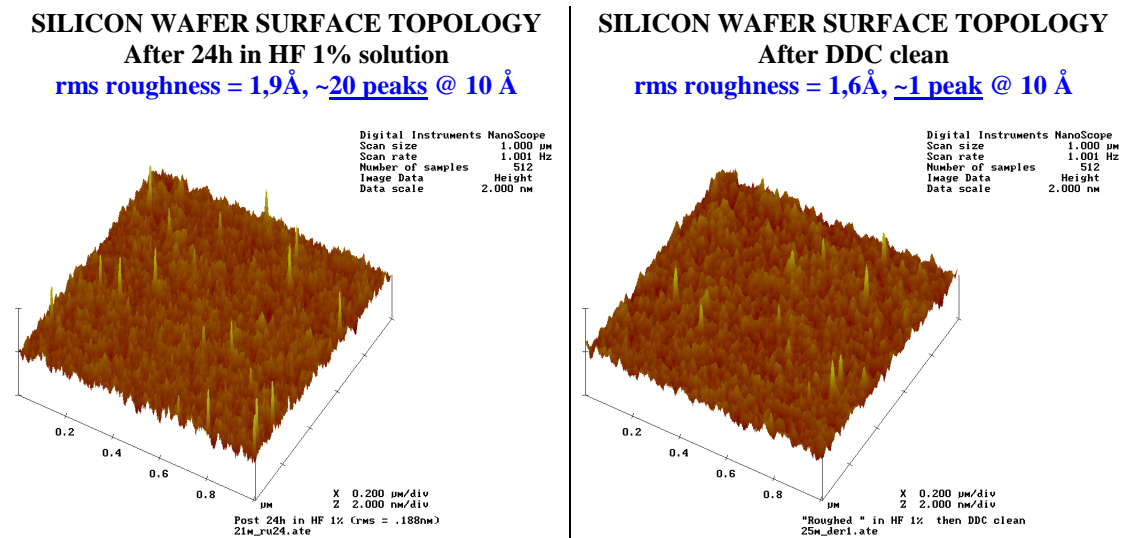 SILICON WAFER SURFACE TOPOLOGY
After 24h in HF 1% solution
rms roughness = 1,9Å, ~20 peaks @ 10 Å
Digital Instruments NanoScope
Scan size 1.000 µm
Scan rate 1.001 Hz
Number of samples 512
Image Data Height
Data scale 2.000 nm
0.2
0.4
0.6
0.8
µm
X 0.200 µm/div
Z 2.000 nm/div
Post 24h in HF 1% (rms = .188nm)
21m_ru24.ate
SILICON WAFER SURFACE TOPOLOGY
After DDC clean
rms roughness = 1,6Å, ~1 peak @ 10 Å
Digital Instruments NanoScope
Scan size 1.000 µm
Scan rate 1.001 Hz
Number of samples 512
Image Data Height
Data scale 2.000 nm
0.2
0.4
0.6
0.8
µm
X 0.200 µm/div
Z 2.000 nm/div
"Roughed " in HF 1% then DDC clean
25m_der1.ate